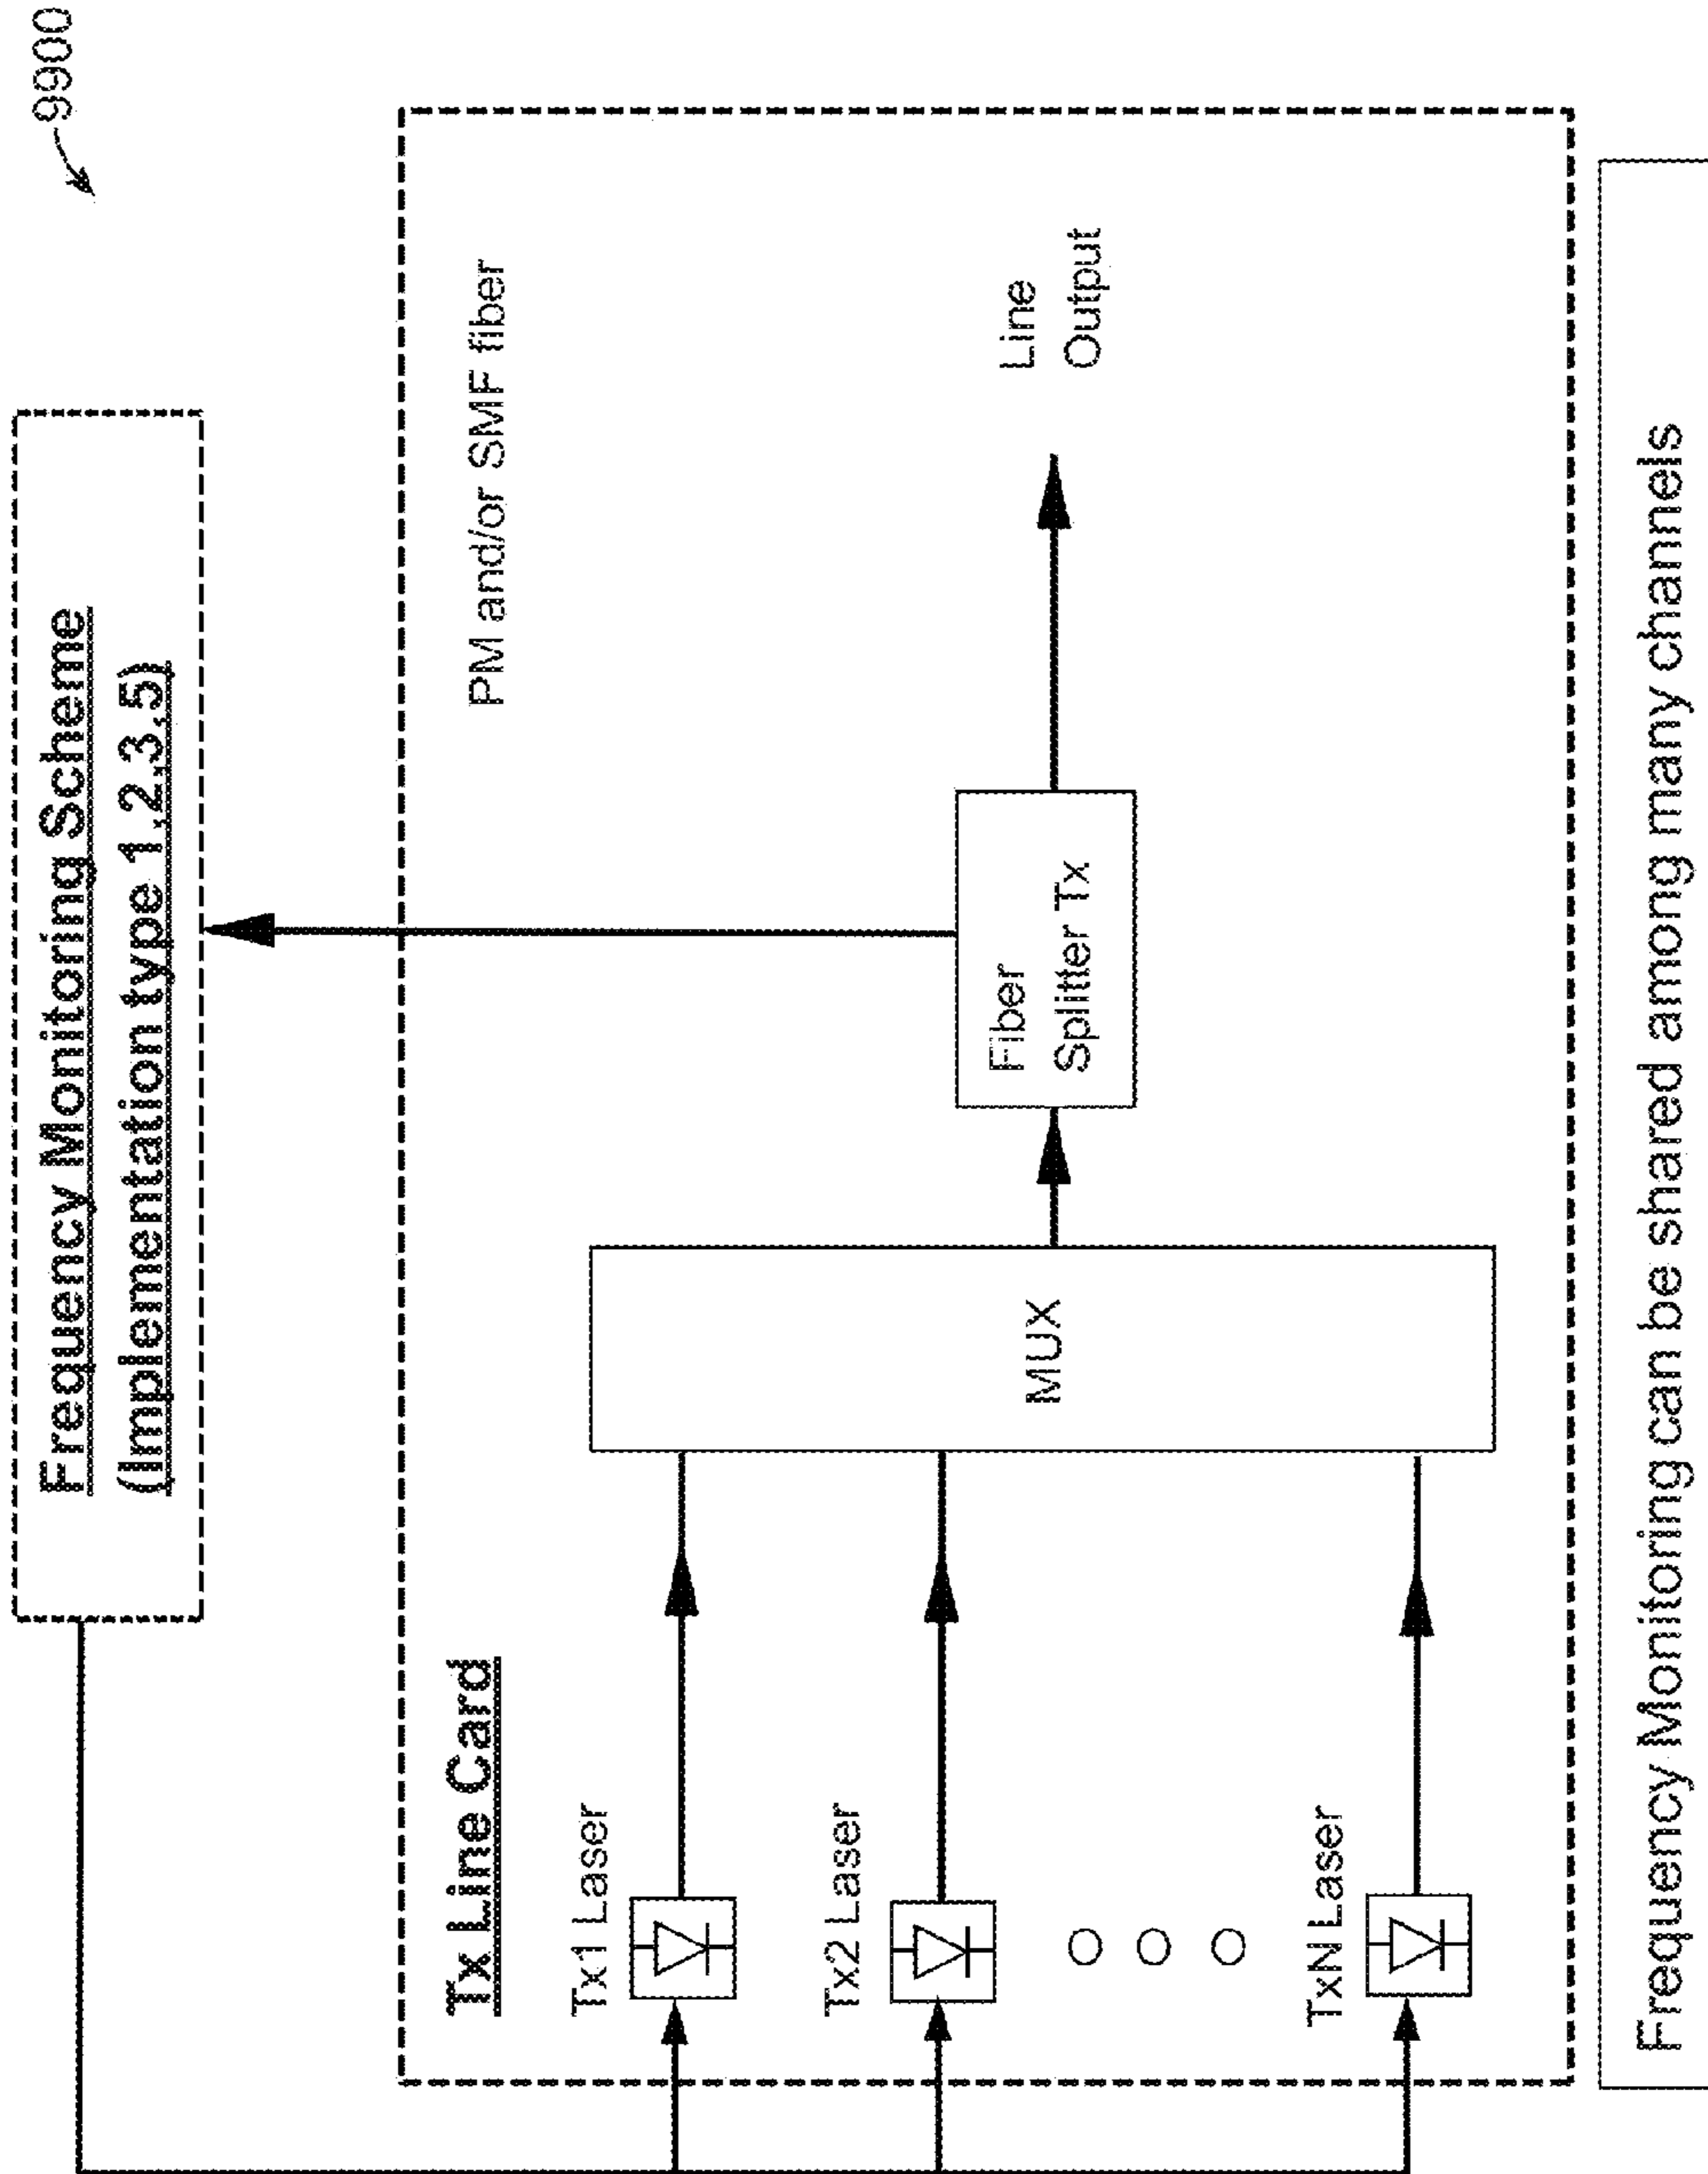 9900
Frequency Monitoring Scheme
(Implementation type 1,2,3,5)
Tx Line Card
PM and/or SMF fiber
Tx1 Laser
Tx2 Laser
TxN Laser
MUX
Fiber
Splitter Tx
Line
Output
Frequency Monitoring can be shared among many channels